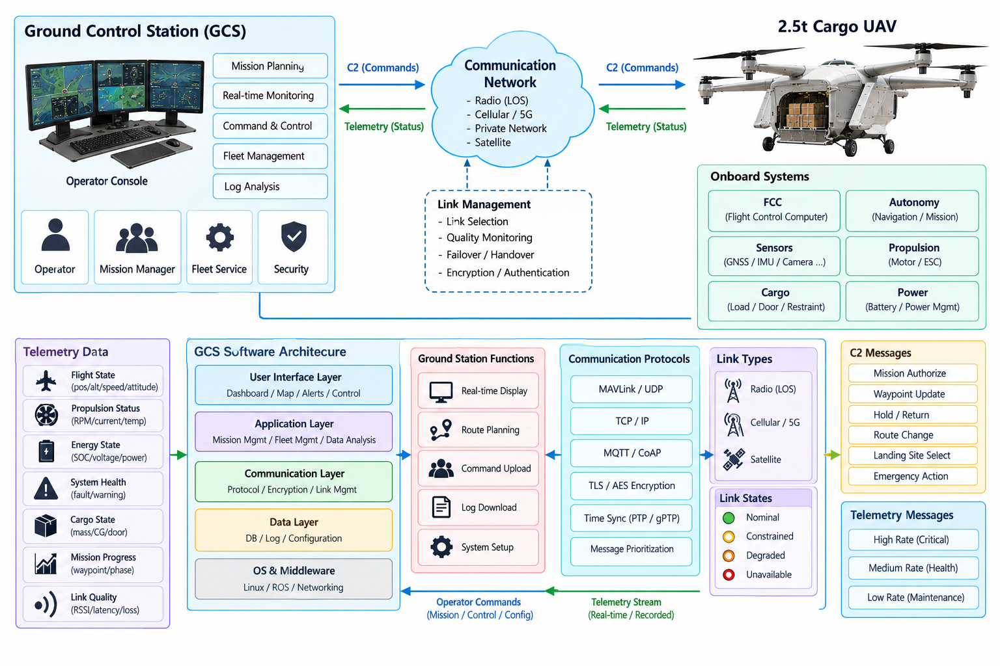 Ground Control Station (GCS)
Mission Planning
Real-time Monitoring
Command & Control
Fleet Management
Log Analysis
Operator Console
Operator
Mission Manager
Fleet Service
Security
C2 (Commands)
Telemetry (Status)
Communication
Network
- Radio (LOS)
- Cellular / 5G
- Private Network
- Satellite
C2 (Commands)
Telemetry (Status)
Link Management
- Link Selection
- Quality Monitoring
- Failover / Handover
- Encryption / Authentication
2.5t Cargo UAV
Onboard Systems
FCC
(Flight Control Computer)
Autonomy
(Navigation / Mission)
Sensors
(GNSS / IMU / Camera ...)
Propulsion
(Motor / ESC)
Cargo
(Load / Door / Restraint)
Power
(Battery / Power Mgmt)
Telemetry Data
Flight State
(pos/alt/speed/attitude)
Propulsion Status
(RPM/current/temp)
Energy State
(SOC/voltage/power)
System Health
(fault/warning)
Cargo State
(mass/CG/door)
Mission Progress
(waypoint/phase)
Link Quality
(RSSI/latency/loss)
GCS Software Architecure
User Interface Layer
Dashboard / Map / Alerts / Control
Application Layer
Mission Mgmt / Fleet Mgmt / Data Analysis
Communication Layer
Protocol / Encryption / Link Mgmt
Data Layer
DB / Log / Configuration
OS & Middleware
Linux / ROS / Networking
Ground Station Functions
Real-time Display
Route Planning
Command Upload
Log Download
System Setup
Communication Protocols
MAVLink / UDP
TCP / IP
MQTT / CoAP
TLS / AES Encryption
Time Sync (PTP / gPTP)
Message Prioritization
Link Types
Radio (LOS)
Cellular / 5G
Satellite
Link States
Nominal
Constrained
Degraded
Unavailable
Operator Commands
(Mission / Control / Config)
Telemetry Stream
(Real-time / Recorded)
C2 Messages
Mission Authorize
Waypoint Update
Hold / Return
Route Change
Landing Site Select
Emergency Action
Telemetry Messages
High Rate (Critical)
Medium Rate (Health)
Low Rate (Maintenance)